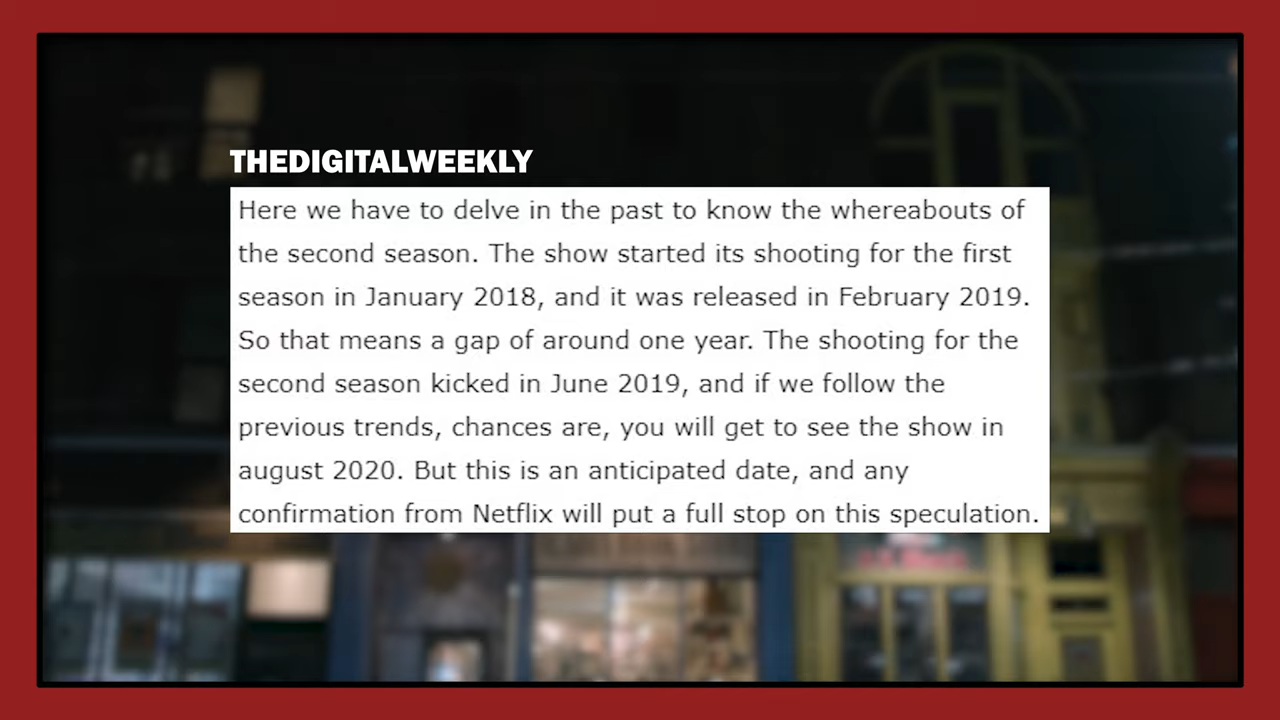 THEDIGITALWEEKLY
Here we have to delve in the past to know the whereabouts of
the second season. The show started its shooting for the first
season in January 2018, and it was released in February 2019.
So that means a gap of around one year. The shooting for the
second season kicked in June 2019, and if we follow the
previous trends, chances are, you will get to see the show in
august 2020. But this is an anticipated date, and any
confirmation from Netflix will put a full stop on this speculation.